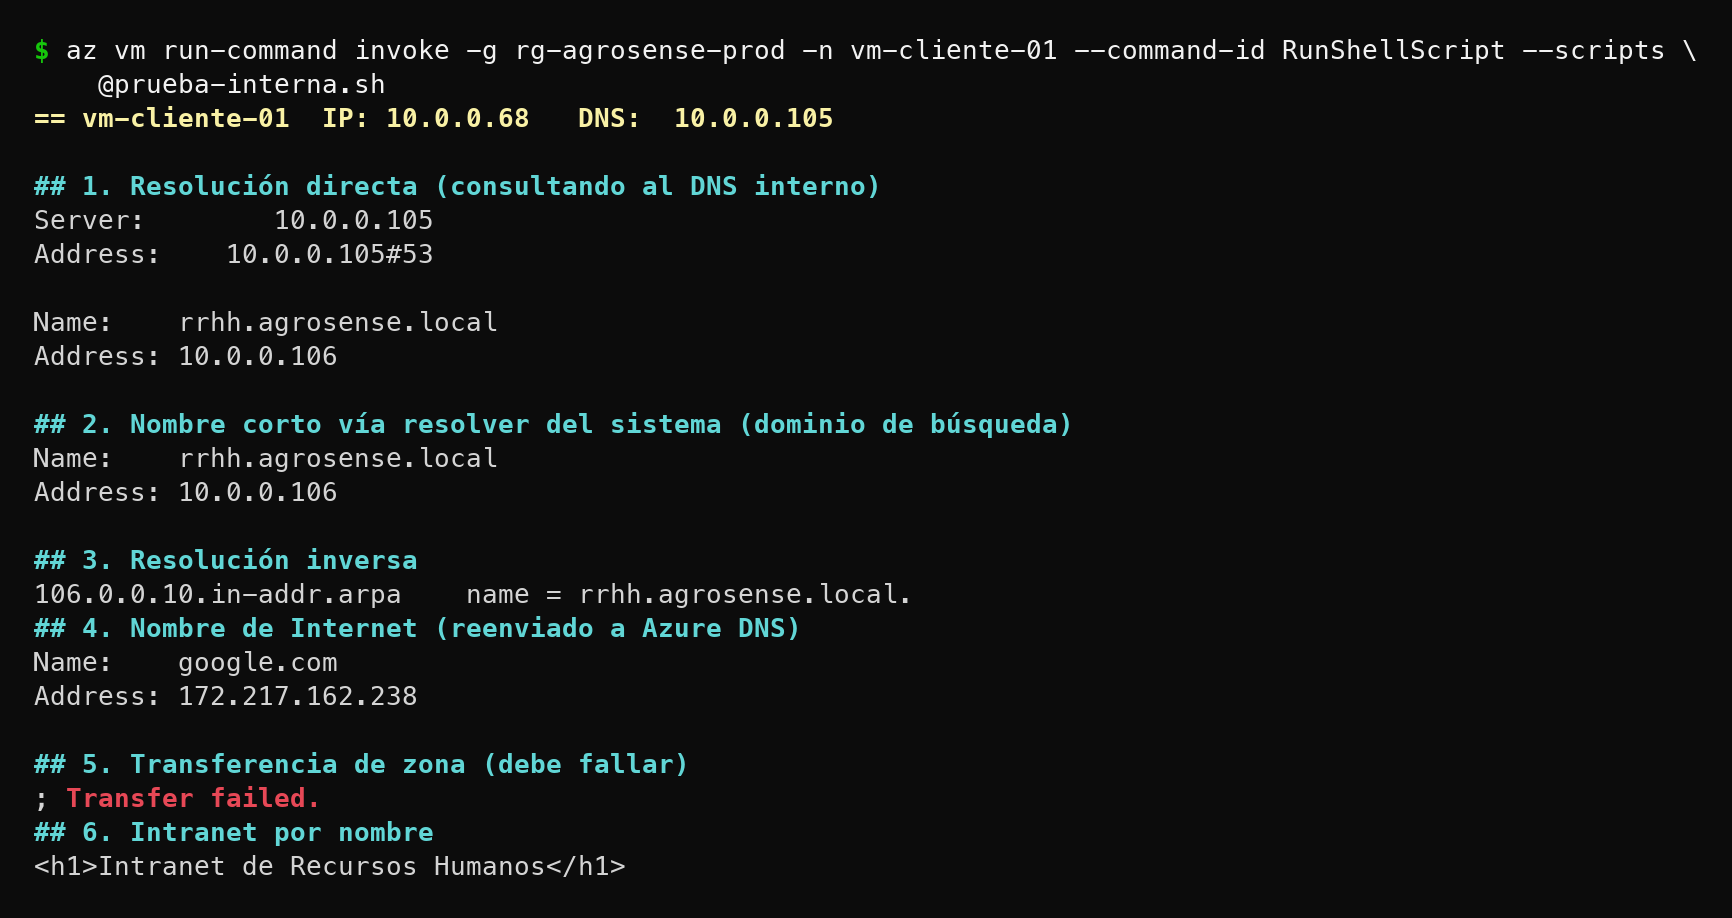 $ az vm run-command invoke -g rg-agrosense-prod -n vm-cliente-01 --command-id RunShellScript --scripts \
@prueba-interna.sh
== vm-cliente-01  IP: 10.0.0.68   DNS:  10.0.0.105
## 1. Resolución directa (consultando al DNS interno)
Server:        10.0.0.105
Address:    10.0.0.105#53
Name:    rrhh.agrosense.local
Address: 10.0.0.106
## 2. Nombre corto vía resolver del sistema (dominio de búsqueda)
Name:    rrhh.agrosense.local
Address: 10.0.0.106
## 3. Resolución inversa
106.0.0.10.in-addr.arpa    name = rrhh.agrosense.local.
## 4. Nombre de Internet (reenviado a Azure DNS)
Name:    google.com
Address: 172.217.162.238
## 5. Transferencia de zona (debe fallar)
; Transfer failed.
## 6. Intranet por nombre
<h1>Intranet de Recursos Humanos</h1>